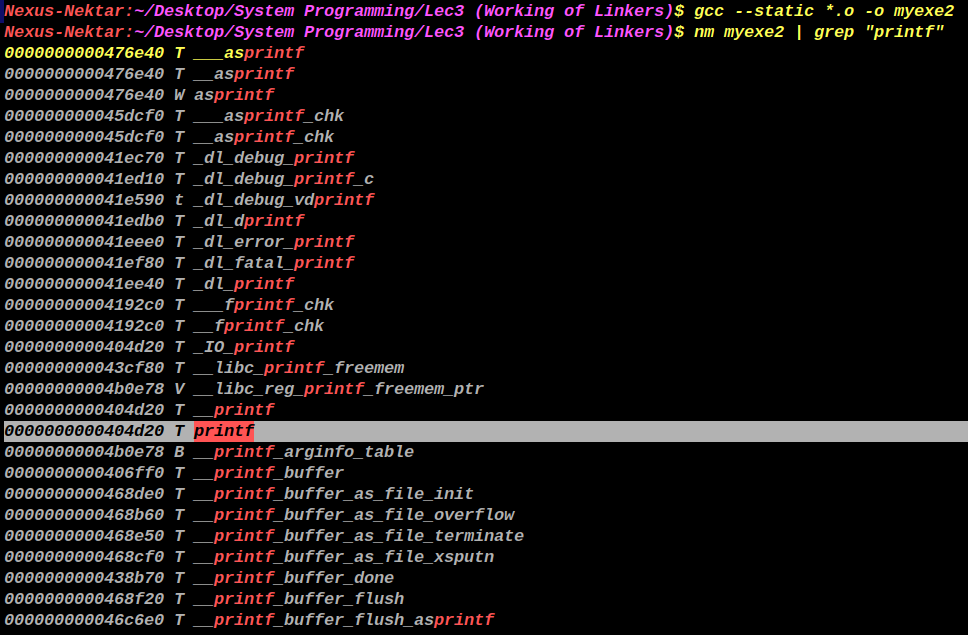 Nexus-Nektar:~/Desktop/System Programming/Lec3 (Working of Linkers)$ gcc --static *.o -o myexe2
Nexus-Nektar:~/Desktop/System Programming/Lec3 (Working of Linkers)$ nm myexe2 | grep "printf"
0000000000476e40 T ___asprintf
0000000000476e40 T __asprintf
0000000000476e40 W asprintf
000000000045dcf0 T ___asprintf_chk
000000000045dcf0 T __asprintf_chk
000000000041ec70 T _dl_debug_printf
000000000041ed10 T _dl_debug_printf_c
000000000041e590 t _dl_debug_vdprintf
000000000041edb0 T _dl_dprintf
000000000041eee0 T _dl_error_printf
000000000041ef80 T _dl_fatal_printf
000000000041ee40 T _dl_printf
00000000004192c0 T ___fprintf_chk
00000000004192c0 T __fprintf_chk
0000000000404d20 T _IO_printf
000000000043cf80 T __libc_printf_freemem
00000000004b0e78 V __libc_reg_printf_freemem_ptr
0000000000404d20 T __printf
0000000000404d20 T printf
00000000004b0e78 B __printf_arginfo_table
0000000000406ff0 T __printf_buffer
0000000000468de0 T __printf_buffer_as_file_init
0000000000468b60 T __printf_buffer_as_file_overflow
0000000000468e50 T __printf_buffer_as_file_terminate
0000000000468cf0 T __printf_buffer_as_file_xsputn
0000000000438b70 T __printf_buffer_done
0000000000468f20 T __printf_buffer_flush
000000000046c6e0 T __printf_buffer_flush_asprintf